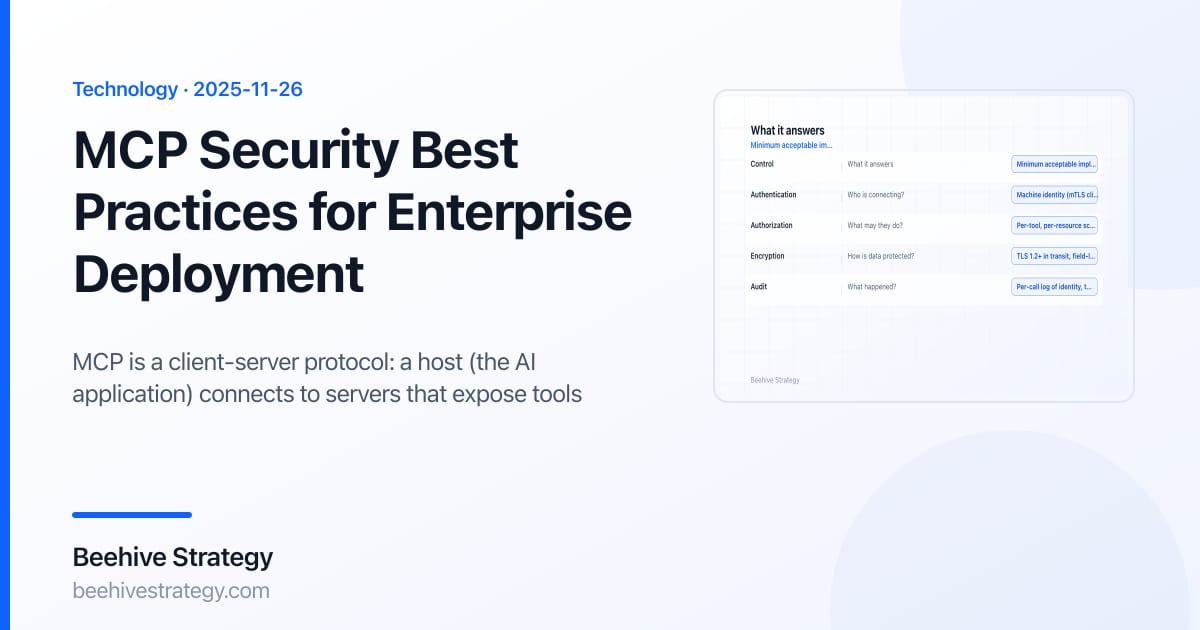 Technology · 2025-11-26
MCP Security Best
Practices for Enterprise
Deployment
MCP is a client-server protocol: a host (the AI
application) connects to servers that expose tools
Beehive Strategy
beehivestrategy.com
What it answers
Minimum acceptable im...
Control What it answers Minimum acceptable impl...
Authentication Who is connecting? Machine identity (mTLS cli...
Authorization What may they do? Per-tool, per-resource sc...
Encryption How is data protected? TLS 1.2+ in transit, field-l...
Audit What happened? Per-call log of identity, t...
Beehive Strategy